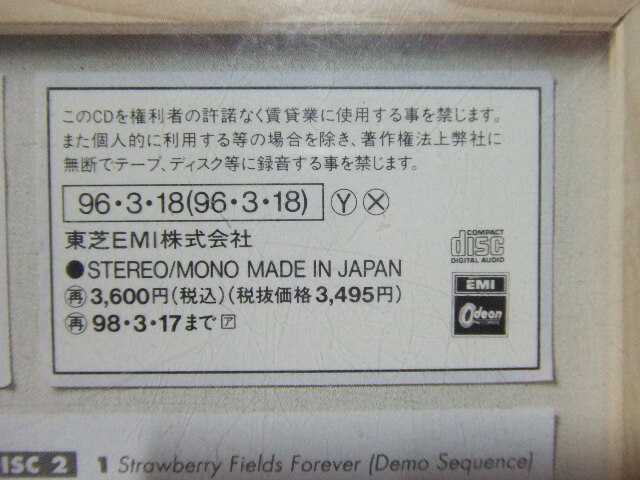 このCDを権利者の許諾なく賃貸業に使用する事を禁じます。
また個人的に利用する等の場合を除き、著作権法上弊社に
無断でテープ、ディスク等に録音する事を禁じます。
96・3・18(96・3・18) Ⓨ Ⓧ
東芝EMI株式会社
●STEREO/MONO MADE IN JAPAN
㊢3,600円(税込)(税抜価格3,495円)
㊢98・3・17まで ア
COMPACT
disc
DIGITAL AUDIO
EMI
Odeon
DISC 2 1 Strawberry Fields Forever (Demo Sequence)